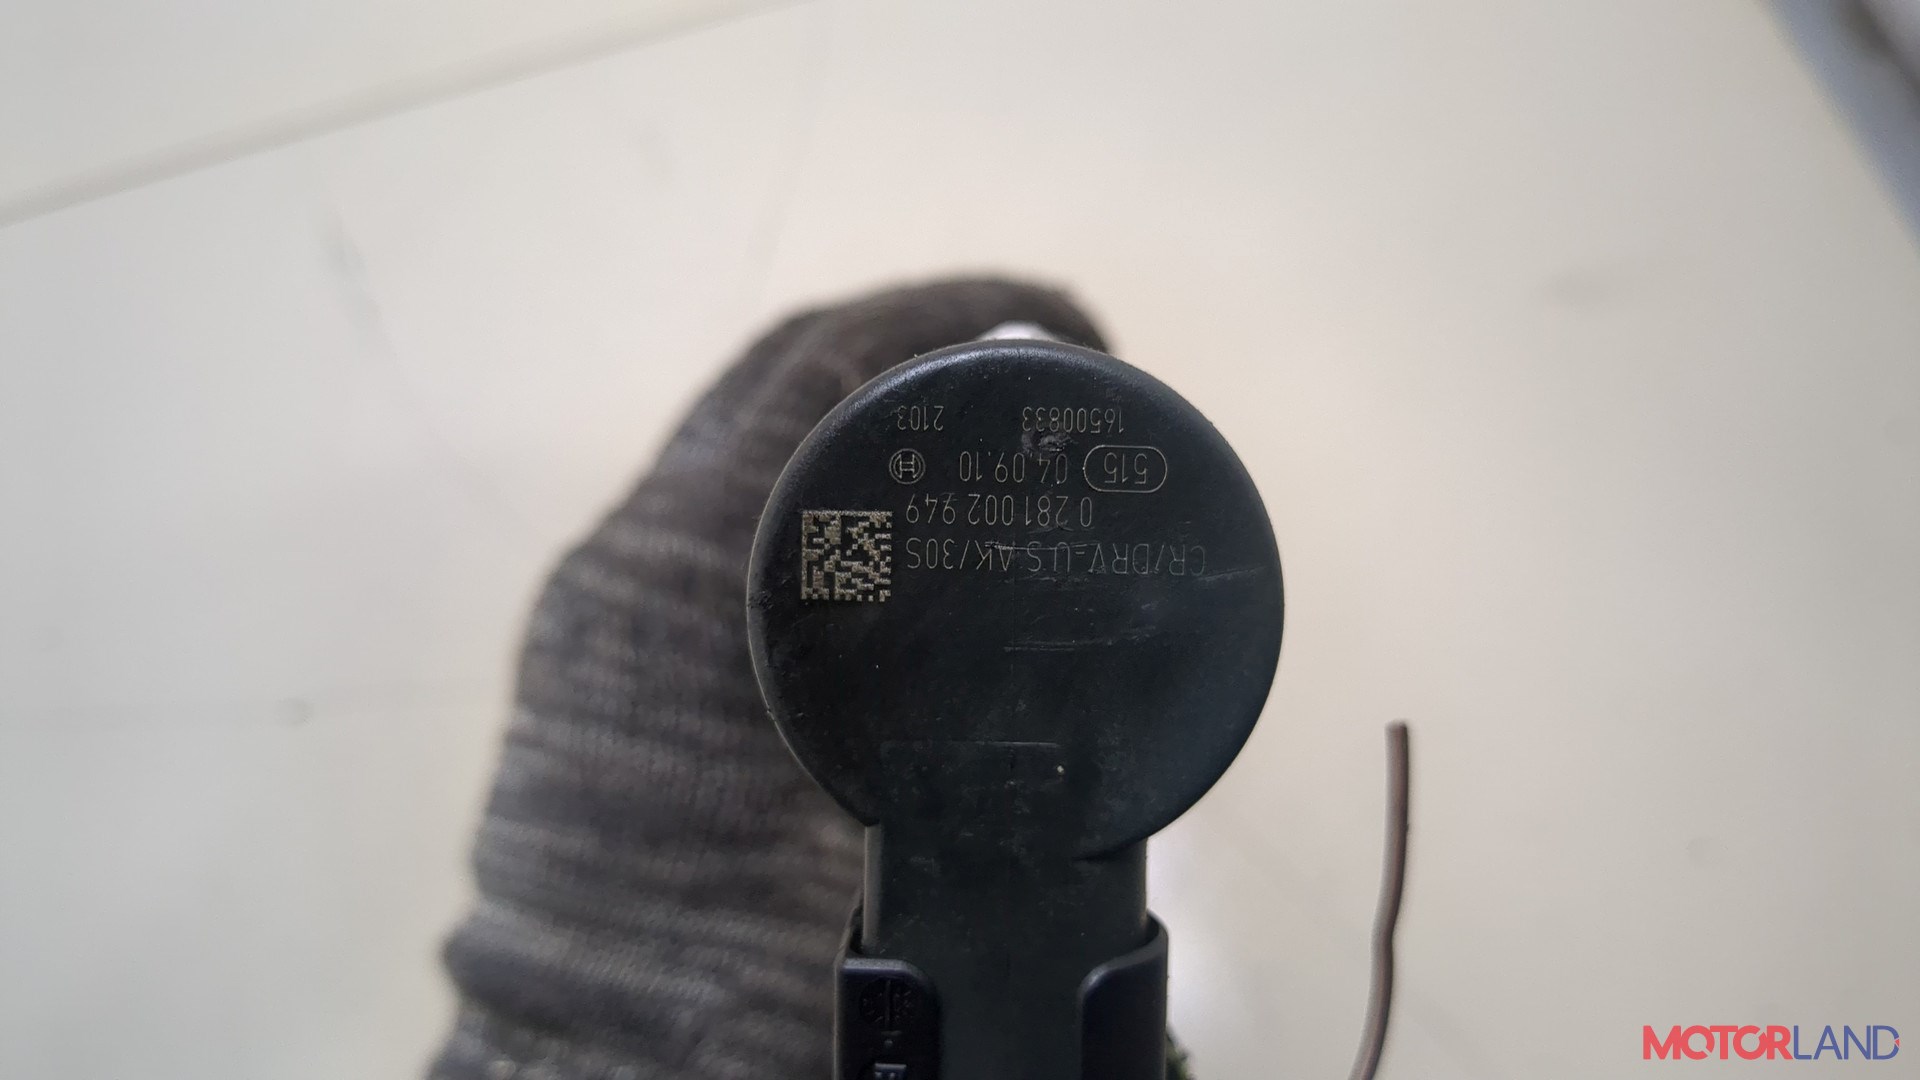 CR/DRV-U S AK/30S
0 281 002 949
515 04.09.10
16500833 2103
MOTORLAND